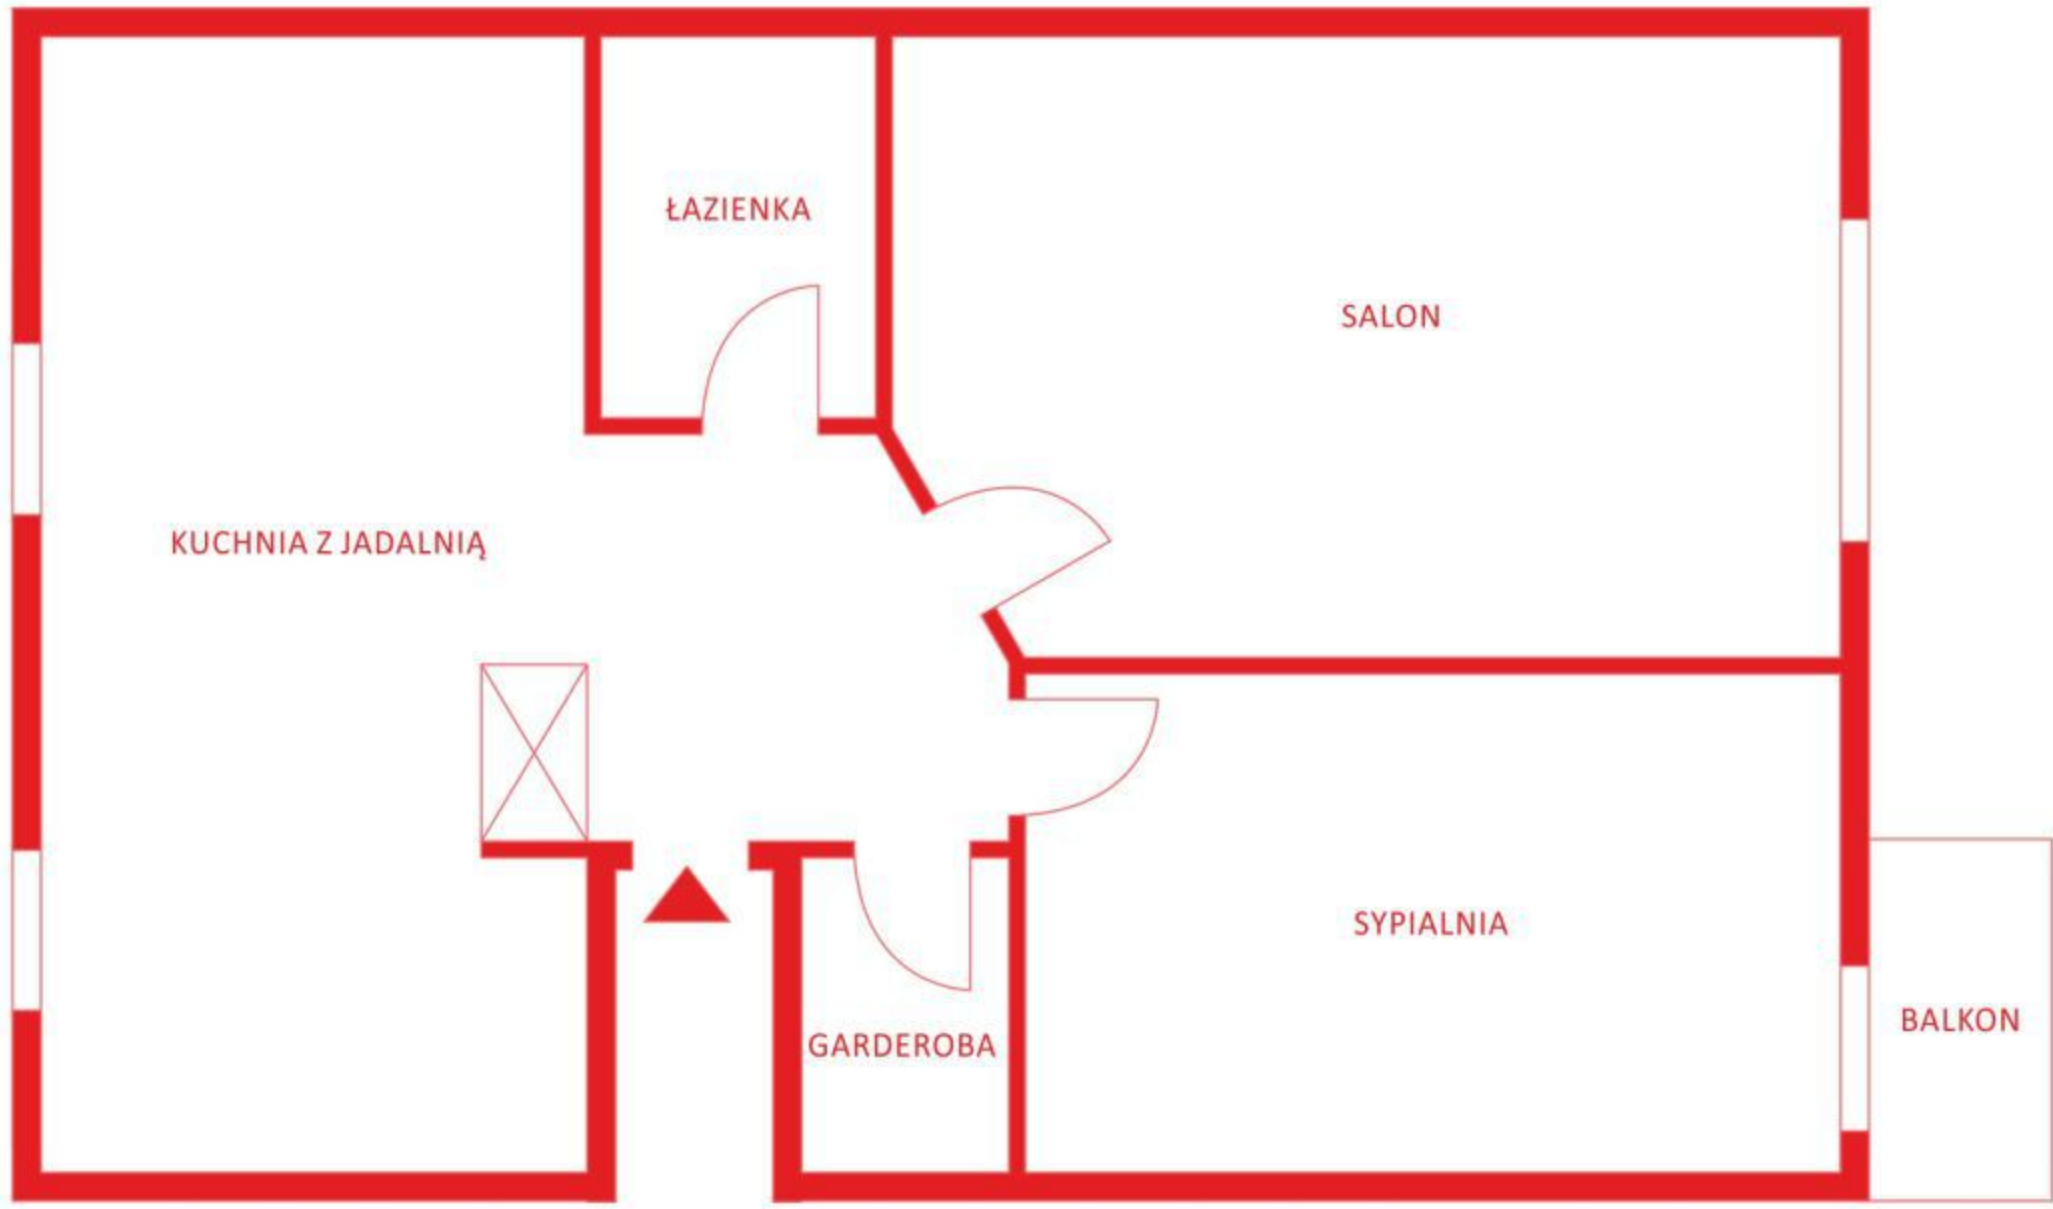 ŁAZIENKA
SALON
KUCHNIA Z JADALNIĄ
SYPIALNIA
BALKON
GARDEROBA